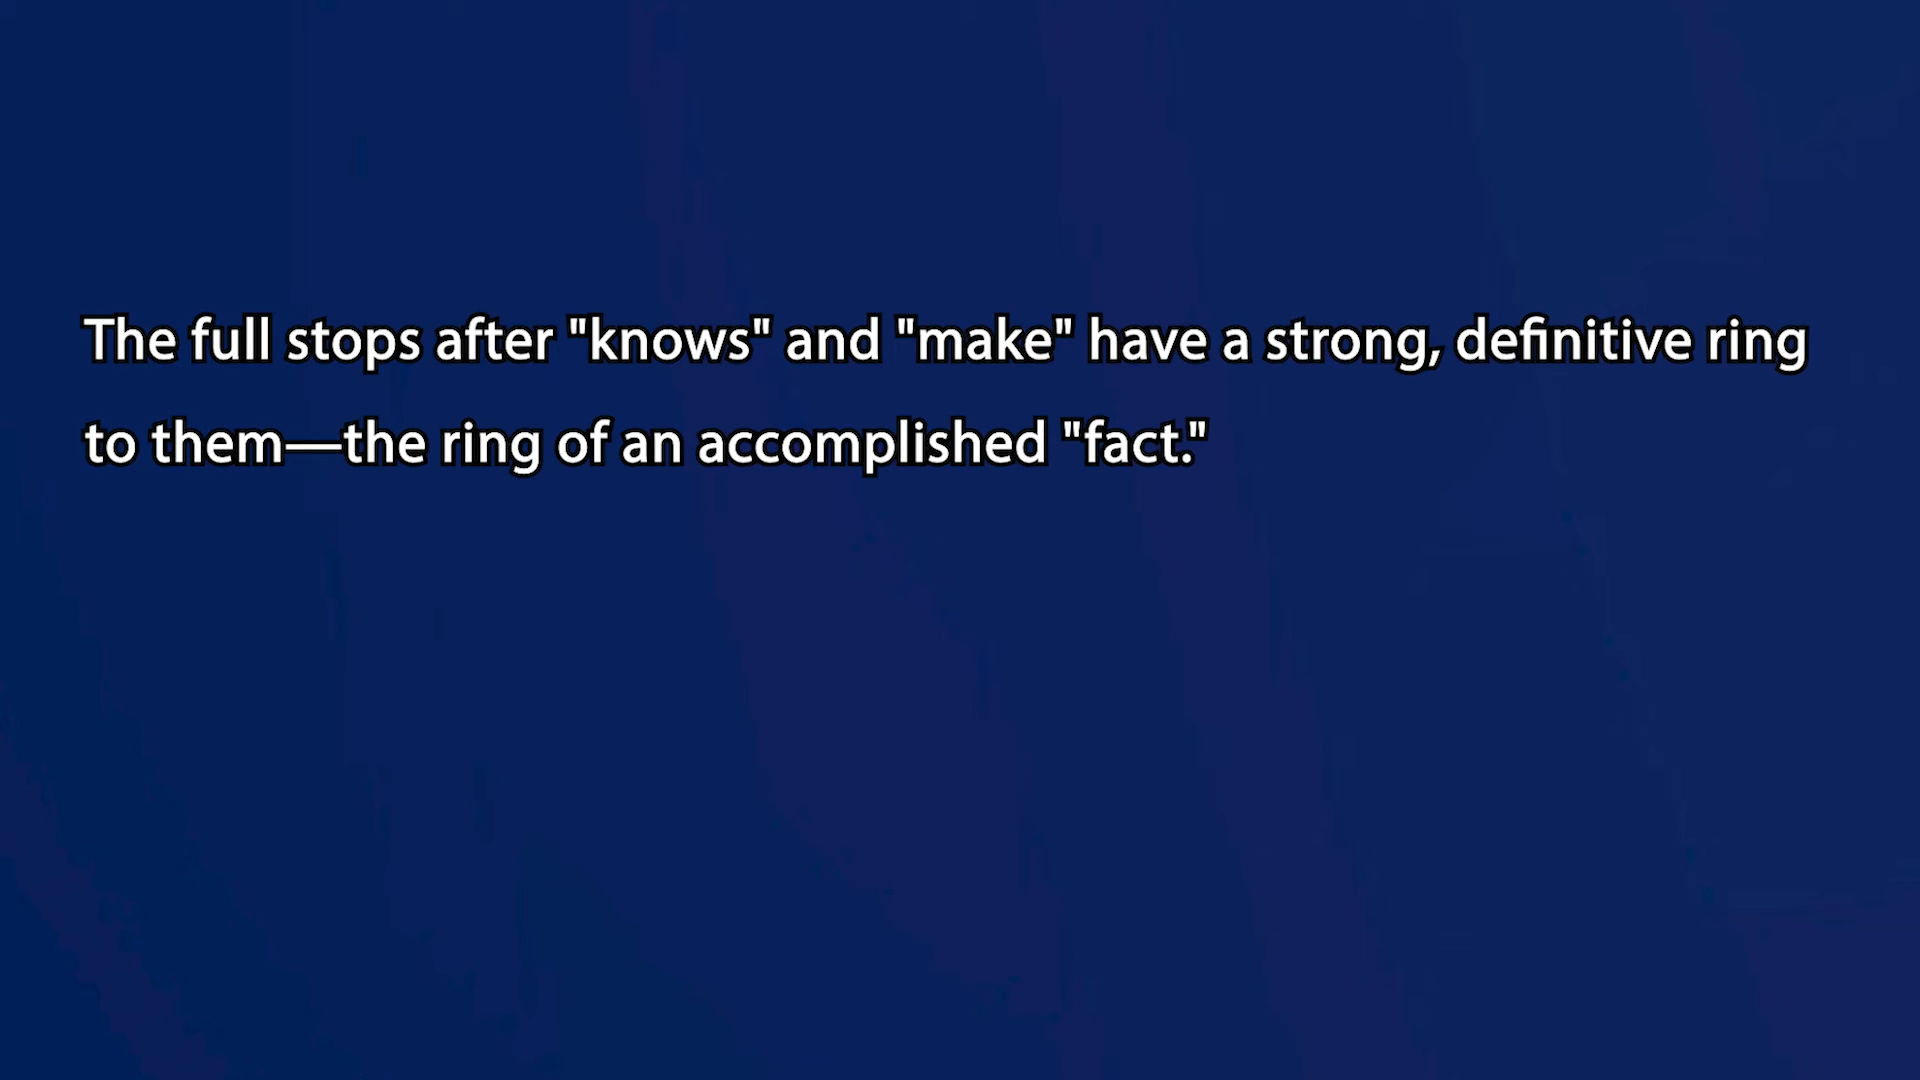 The full stops after "knows" and "make" have a strong, definitive ring
to them—the ring of an accomplished "fact."